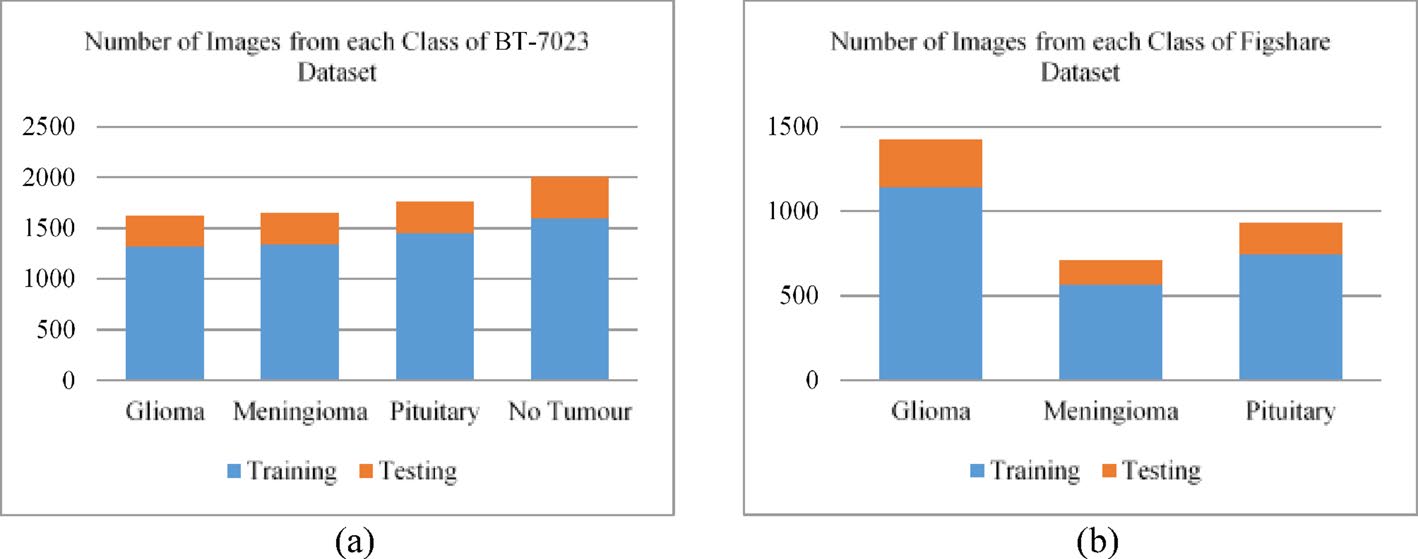 Number of Images from each Class of BT-7023
Dataset
2500
2000
1500
1000
500
0
Glioma Meningioma Pituitary No Tumour
Training Testing
(a)
Number of Images from each Class of Figshare
Dataset
1500
1000
500
0
Glioma Meningioma Pituitary
Training Testing
(b)